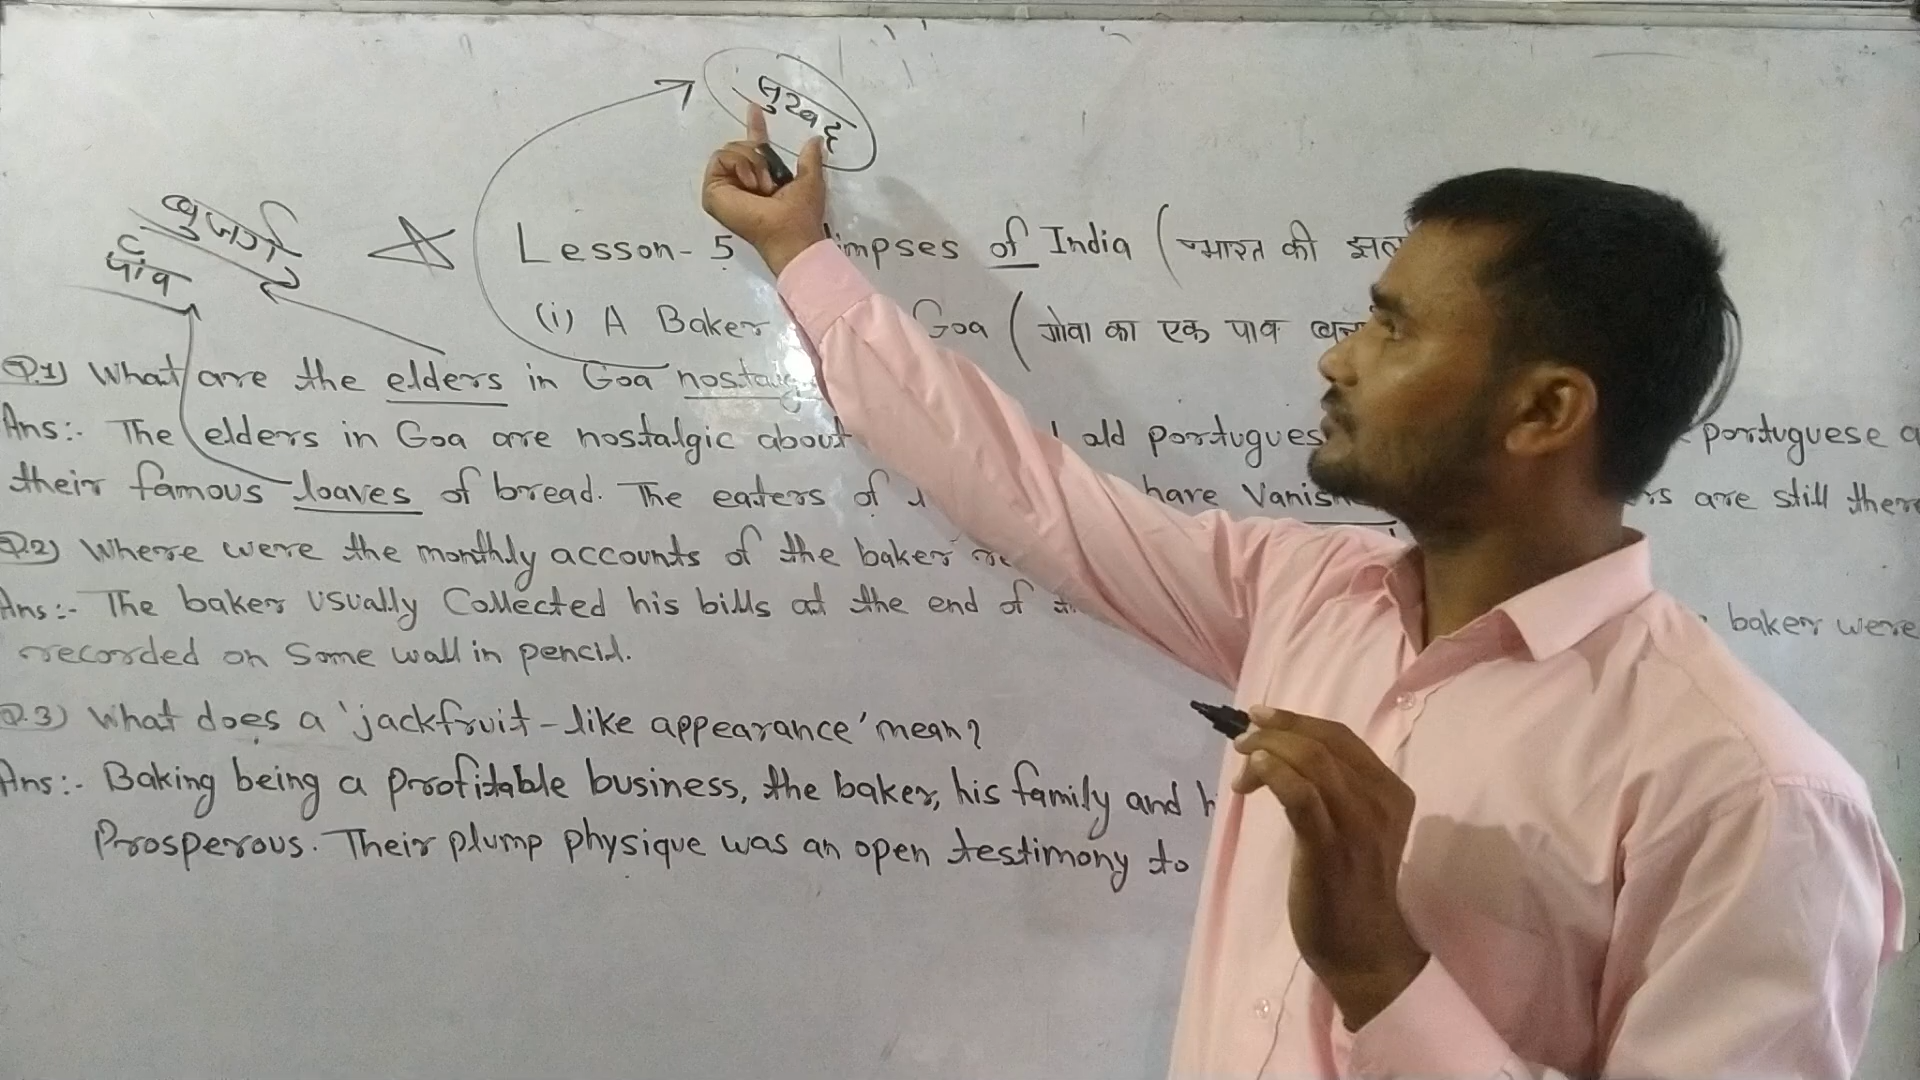 सुखद
बुजुर्ग
पांव
Lesson-5 impses of India (भारत की
(i) A Baker Goa (गोवा का एक पाव
Q.1) What are the elders in Goa
Ans:. The elders in Goa are nostalgic about old portugues portuguese
their famous loaves of bread. The eaters of have Vanis are still there
Q.2) Where were the monthly accounts of the baker
Ans:- The baker usually Collected his bills at the end of baker were
recorded on Some wall in pencil.
Q.3) What does a 'jackfruit-like appearance' mean?
Ans:. Baking being a Profitable business, the baker, his family and
Prosperous. Their plump physique was an open testimony to